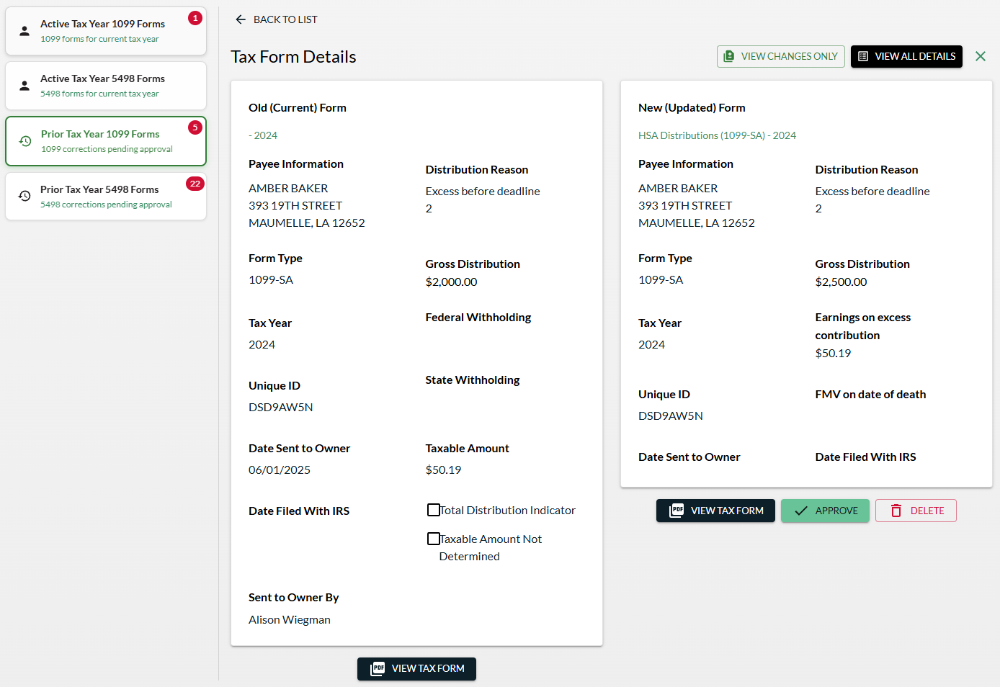 Active Tax Year 1099 Forms
1
1099 forms for current tax year
Active Tax Year 5498 Forms
5498 forms for current tax year
Prior Tax Year 1099 Forms
5
1099 corrections pending approval
Prior Tax Year 5498 Forms
22
5498 corrections pending approval
BACK TO LIST
Tax Form Details
VIEW CHANGES ONLY
VIEW ALL DETAILS
Old (Current) Form
- 2024
Payee Information
AMBER BAKER
393 19TH STREET
MAUMELLE, LA 12652
Distribution Reason
Excess before deadline
2
Form Type
1099-SA
Gross Distribution
$2,000.00
Tax Year
2024
Federal Withholding
Unique ID
DSD9AW5N
State Withholding
Date Sent to Owner
06/01/2025
Taxable Amount
$50.19
Date Filed With IRS
Total Distribution Indicator
Taxable Amount Not
Determined
Sent to Owner By
Alison Wiegman
PDF
VIEW TAX FORM
New (Updated) Form
HSA Distributions (1099-SA) - 2024
Payee Information
AMBER BAKER
393 19TH STREET
MAUMELLE, LA 12652
Distribution Reason
Excess before deadline
2
Form Type
1099-SA
Gross Distribution
$2,500.00
Tax Year
2024
Earnings on excess
contribution
$50.19
Unique ID
DSD9AW5N
FMV on date of death
Date Sent to Owner
Date Filed With IRS
PDF
VIEW TAX FORM
APPROVE
DELETE